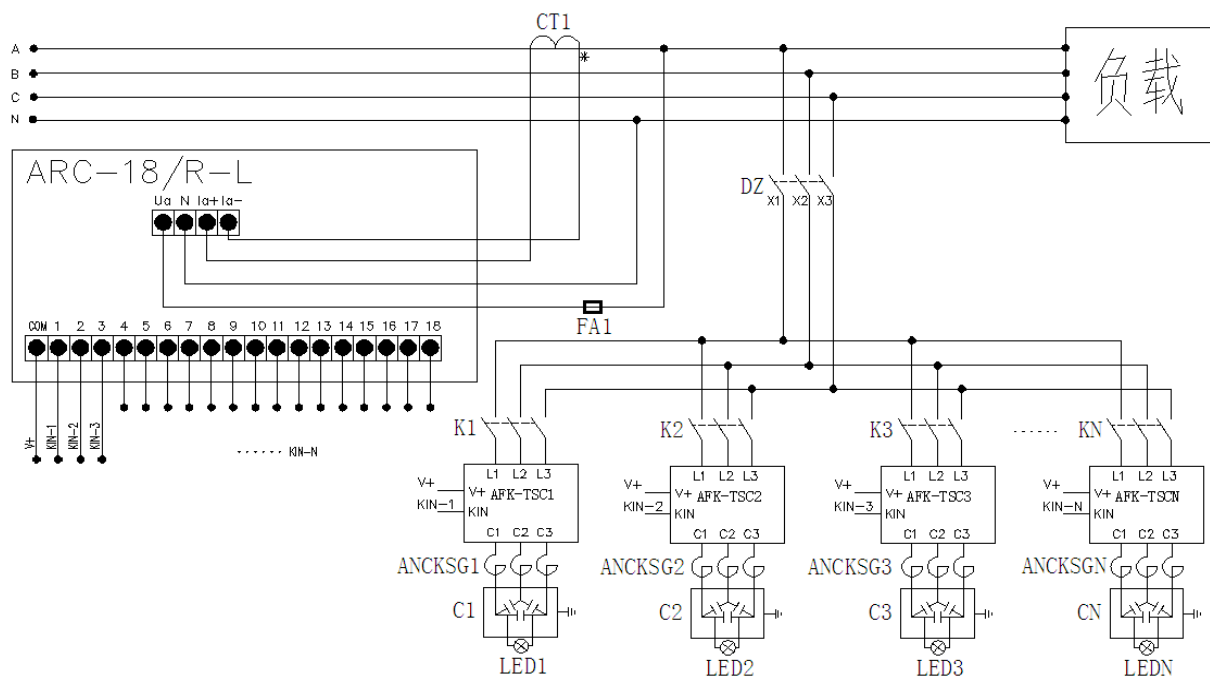 CT1
A
B
C
N
负载
ARC-18/R-L
Ua N Ia+ Ia-
DZ
X1 X2 X3
FA1
COM 1 2 3 4 5 6 7 8 9 10 11 12 13 14 15 16 17 18
V+ KIN-1 KIN-2 KIN-3
...... KIN-N
K1 K2 K3 ...... KN
L1 L2 L3 L1 L2 L3 L1 L2 L3 L1 L2 L3
V+ V+ AFK-TSC1 V+ V+ AFK-TSC2 V+ V+ AFK-TSC3 V+ V+ AFK-TSCN
KIN-1 KIN KIN-2 KIN KIN-3 KIN KIN-N KIN
C1 C2 C3 C1 C2 C3 C1 C2 C3 C1 C2 C3
ANCKSG1 ANCKSG2 ANCKSG3 ANCKSGN
C1 C2 C3 CN
LED1 LED2 LED3 LEDN